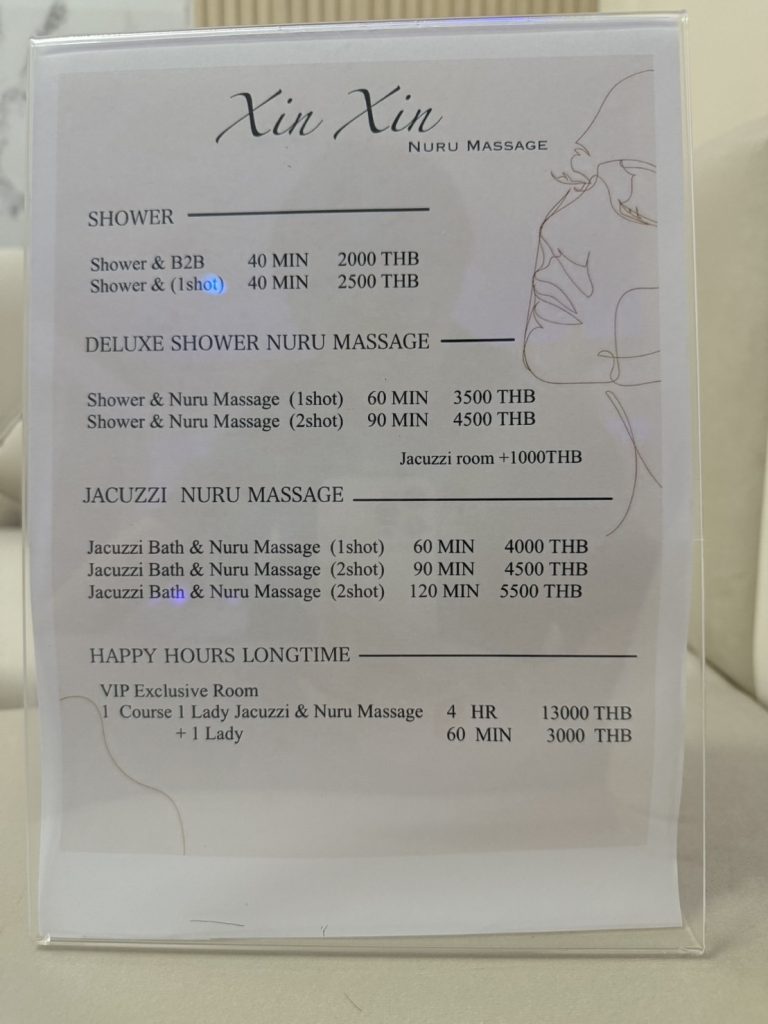 Xin Xin
NURU MASSAGE
SHOWER
Shower & B2B 40 MIN 2000 THB
Shower & (1shot) 40 MIN 2500 THB
DELUXE SHOWER NURU MASSAGE
Shower & Nuru Massage (1shot) 60 MIN 3500 THB
Shower & Nuru Massage (2shot) 90 MIN 4500 THB
Jacuzzi room +1000THB
JACUZZI NURU MASSAGE
Jacuzzi Bath & Nuru Massage (1shot) 60 MIN 4000 THB
Jacuzzi Bath & Nuru Massage (2shot) 90 MIN 4500 THB
Jacuzzi Bath & Nuru Massage (2shot) 120 MIN 5500 THB
HAPPY HOURS LONGTIME
VIP Exclusive Room
1 Course 1 Lady Jacuzzi & Nuru Massage 4 HR 13000 THB
+ 1 Lady 60 MIN 3000 THB